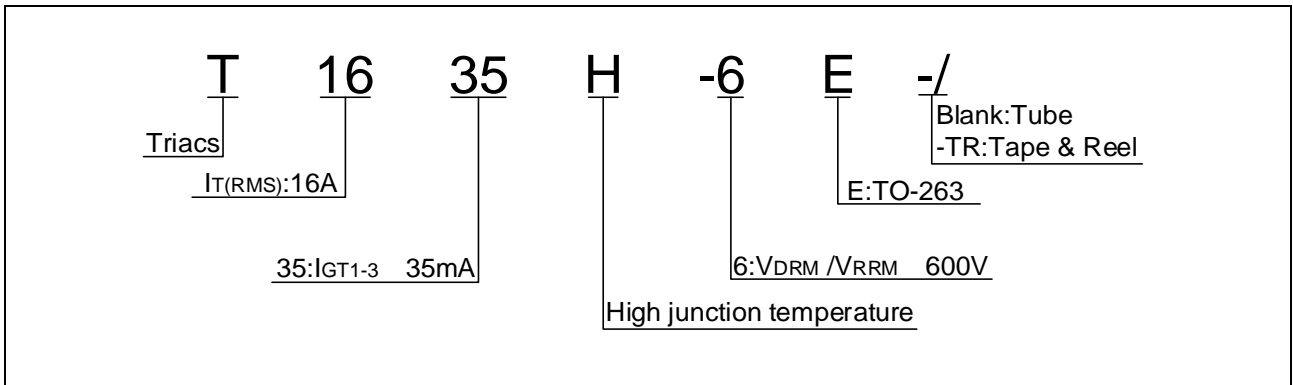 T 16 35 H -6 E -/
Blank:Tube
Triacs
-TR:Tape & Reel
IT(RMS):16A
E:TO-263
35:IGT1-3 35mA
6:VDRM /VRRM 600V
High junction temperature